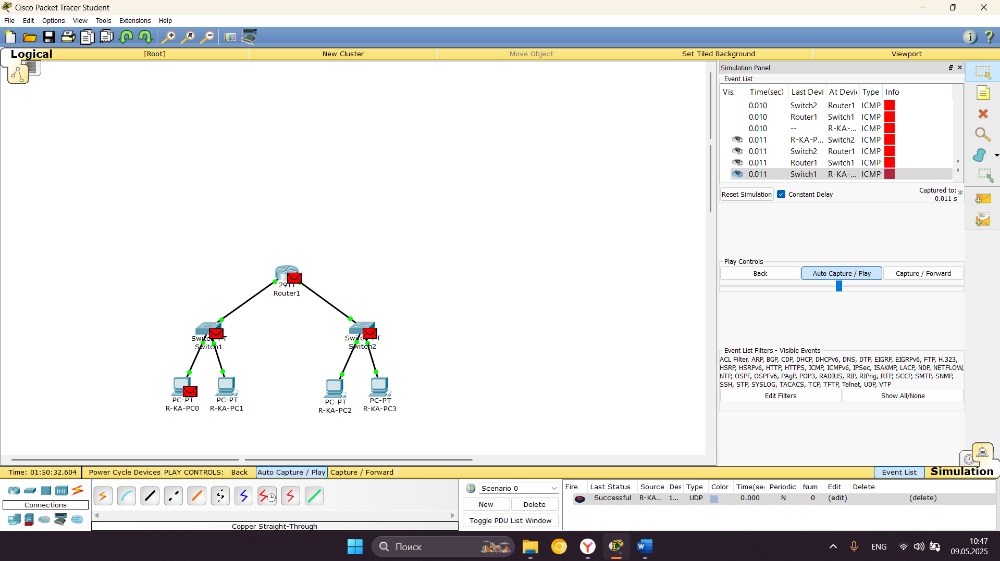 Cisco Packet Tracer Student
File Edit Options View Tools Extensions Help
Logical [Root] New Cluster Move Object Set Tiled Background Viewport
Simulation Panel
Event List
Vis. Time(sec) Last Devi At Devic Type Info
0.010 Switch2 Router1 ICMP
0.010 Router1 Switch1 ICMP
0.010 -- R-KA-... ICMP
0.011 R-KA-P... Switch2 ICMP
0.011 Switch2 Router1 ICMP
0.011 Router1 Switch1 ICMP
0.011 Switch1 R-KA-... ICMP
Reset Simulation Constant Delay Captured to:
0.011 s
Play Controls
Back Auto Capture / Play Capture / Forward
Event List Filters - Visible Events
ACL Filter, ARP, BGP, CDP, DHCP, DHCPv6, DNS, DTP, EIGRP, EIGRPv6, FTP, H.323,
HSRP, HSRPv6, HTTP, HTTPS, ICMP, ICMPv6, IPSec, ISAKMP, LACP, NDP, NETFLOW,
NTP, OSPF, OSPFv6, PAgP, POP3, RADIUS, RIP, RIPng, RTP, SCCP, SMTP, SNMP,
SSH, STP, SYSLOG, TACACS, TCP, TFTP, Telnet, UDP, VTP
Edit Filters Show All/None
2911
Router1
Switch1
Switch2
PC-PT
R-KA-PC0
PC-PT
R-KA-PC1
PC-PT
R-KA-PC2
PC-PT
R-KA-PC3
Time: 01:50:32.604 Power Cycle Devices PLAY CONTROLS: Back Auto Capture / Play Capture / Forward Event List Simulation
Connections
Copper Straight-Through
Scenario 0
New Delete
Toggle PDU List Window
Fire Last Status Source Des Type Color Time(sec Periodic Num Edit Delete
Successful R-KA... 1... UDP 0.000 N 0 (edit) (delete)
Поиск
ENG
10:47
09.05.2025